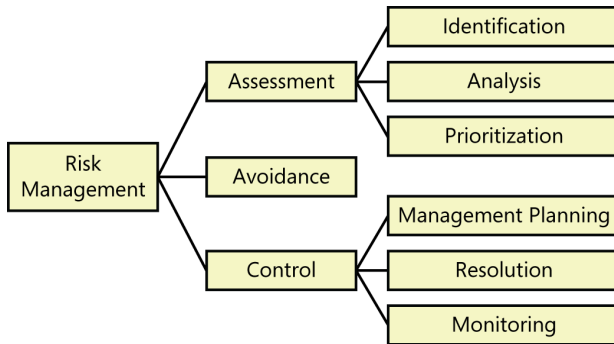 Risk
Management
Assessment
Identification
Analysis
Prioritization
Avoidance
Control
Management Planning
Resolution
Monitoring